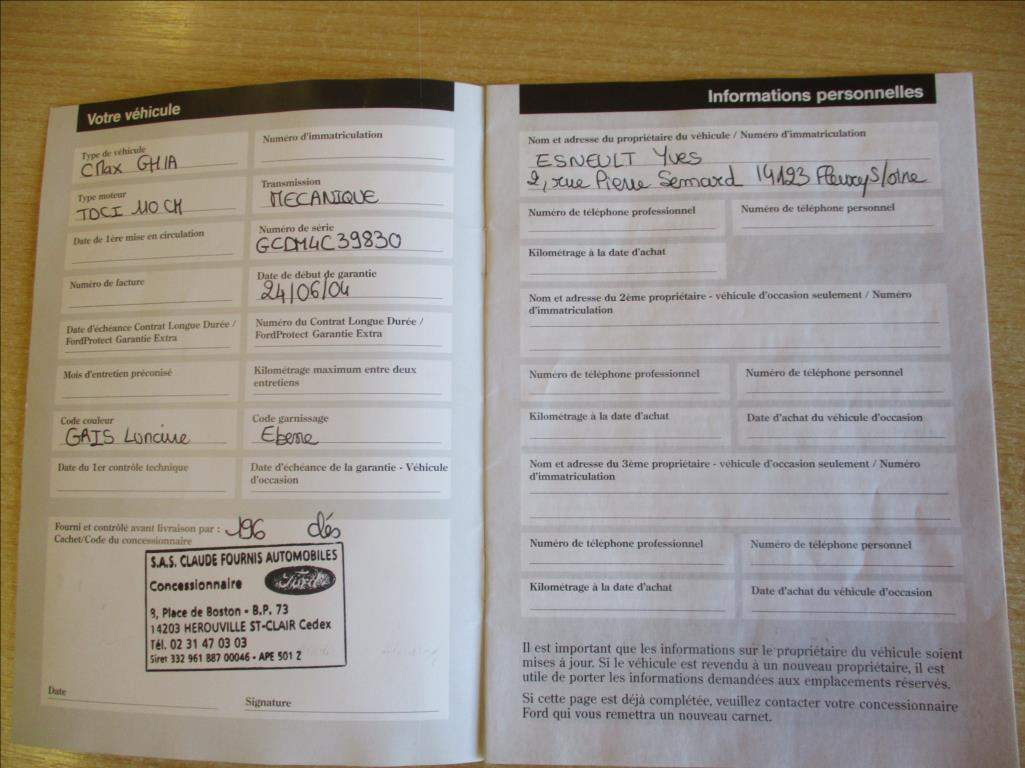 Votre véhicule
Type de véhicule
CMax GHIA
Numéro d'immatriculation
Type moteur
TDCI 110 CH
Transmission
MECANIQUE
Date de 1ère mise en circulation
Numéro de série
GCDM4C39830
Numéro de facture
Date de début de garantie
24/06/04
Date d'échéance Contrat Longue Durée /
FordProtect Garantie Extra
Numéro du Contrat Longue Durée /
FordProtect Garantie Extra
Mois d'entretien préconisé
Kilométrage maximum entre deux
entretiens
Code couleur
GRIS
Code garnissage
Ebene
Date du 1er contrôle technique
Date d'échéance de la garantie - Véhicule
d'occasion
Fourni et contrôlé avant livraison par : 196 clés
Cachet/Code du concessionnaire
S.A.S. CLAUDE FOURNIS AUTOMOBILES
Concessionnaire Ford
9, Place de Boston - B.P. 73
14203 HEROUVILLE ST-CLAIR Cedex
Tél. 02 31 47 03 03
Siret 332 961 887 00046 - APE 501 Z
Date
Signature
Informations personnelles
Nom et adresse du propriétaire du véhicule / Numéro d'immatriculation
ESNEULT Yves
2, rue Pierre Semard 14123 Fleury S/orne
Numéro de téléphone professionnel
Numéro de téléphone personnel
Kilométrage à la date d'achat
Nom et adresse du 2ème propriétaire - véhicule d'occasion seulement / Numéro
d'immatriculation
Numéro de téléphone professionnel
Numéro de téléphone personnel
Kilométrage à la date d'achat
Date d'achat du véhicule d'occasion
Nom et adresse du 3ème propriétaire - véhicule d'occasion seulement / Numéro
d'immatriculation
Numéro de téléphone professionnel
Numéro de téléphone personnel
Kilométrage à la date d'achat
Date d'achat du véhicule d'occasion
Il est important que les informations sur le propriétaire du véhicule soient
mises à jour. Si le véhicule est revendu à un nouveau propriétaire, il est
utile de porter les informations demandées aux emplacements réservés.
Si cette page est déjà complétée, veuillez contacter votre concessionnaire
Ford qui vous remettra un nouveau carnet.